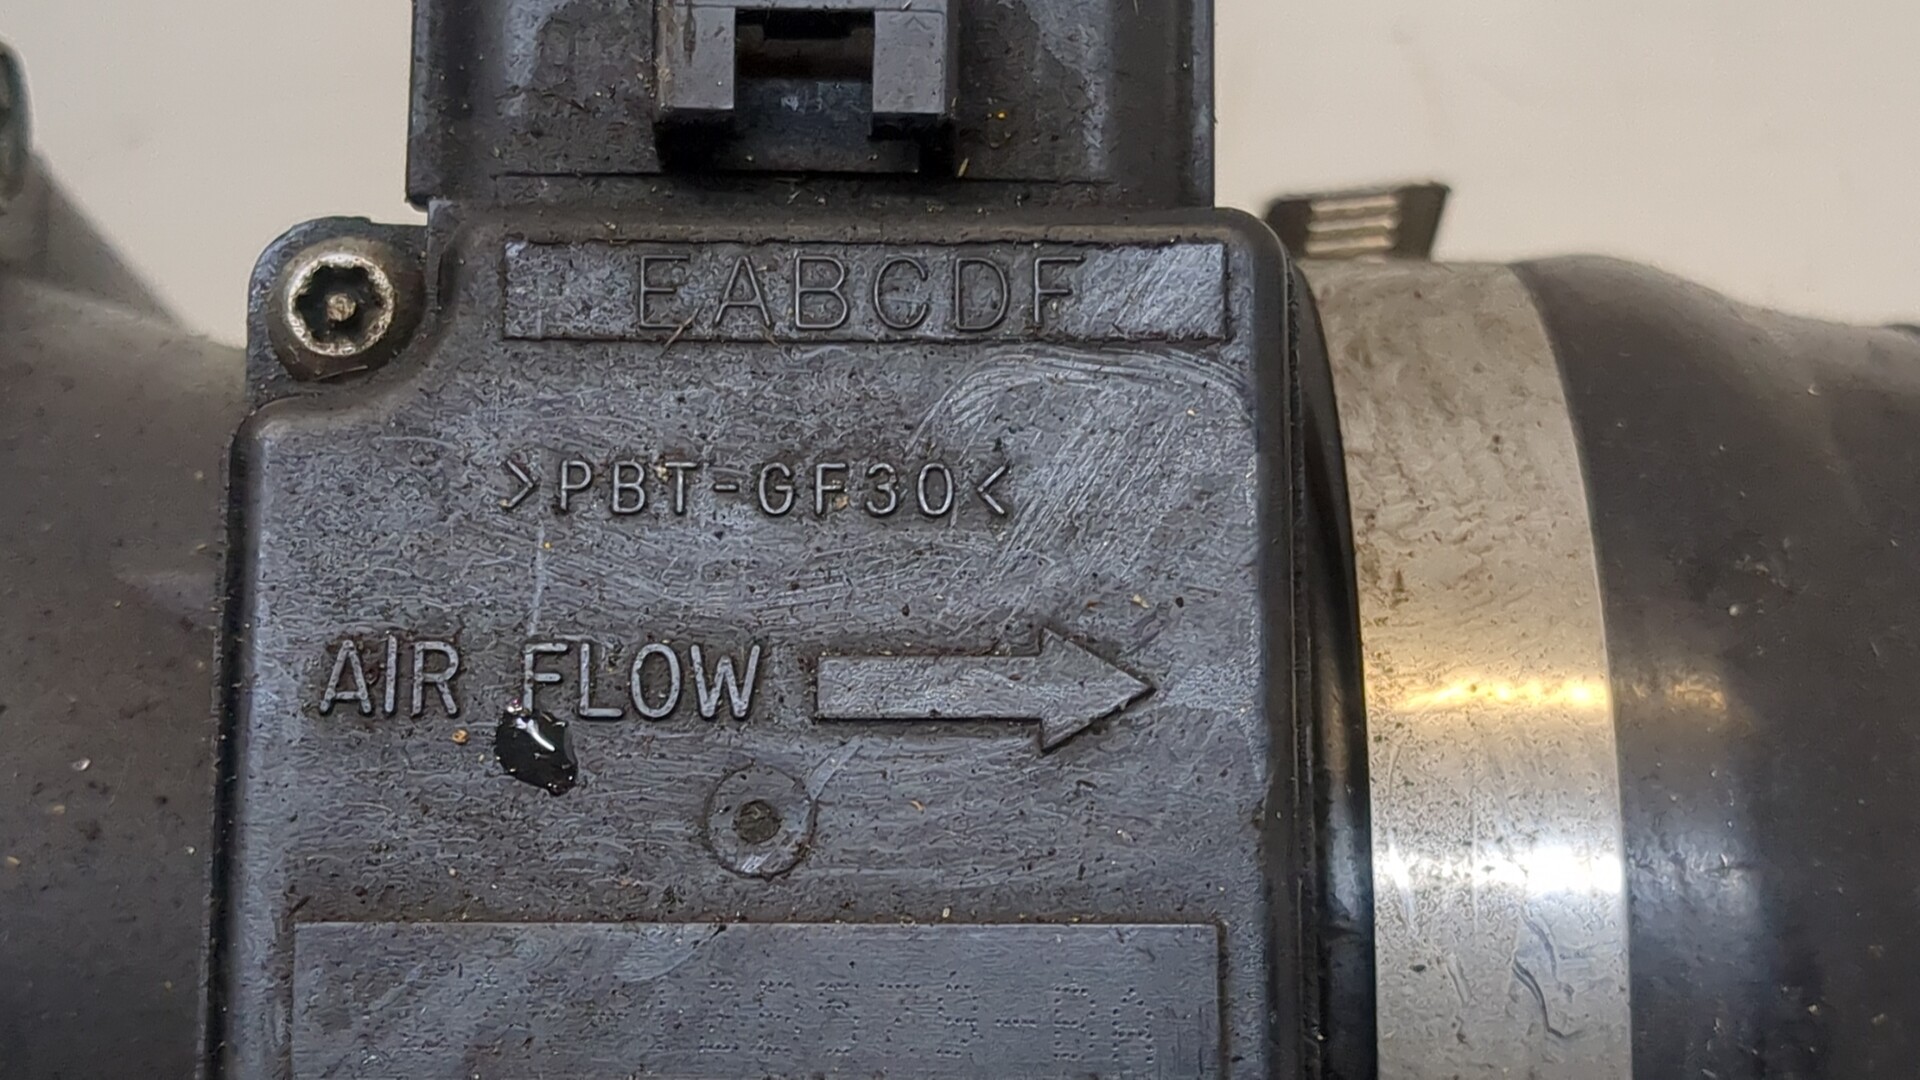 EABCDF
>PBT-GF30<
AIR FLOW